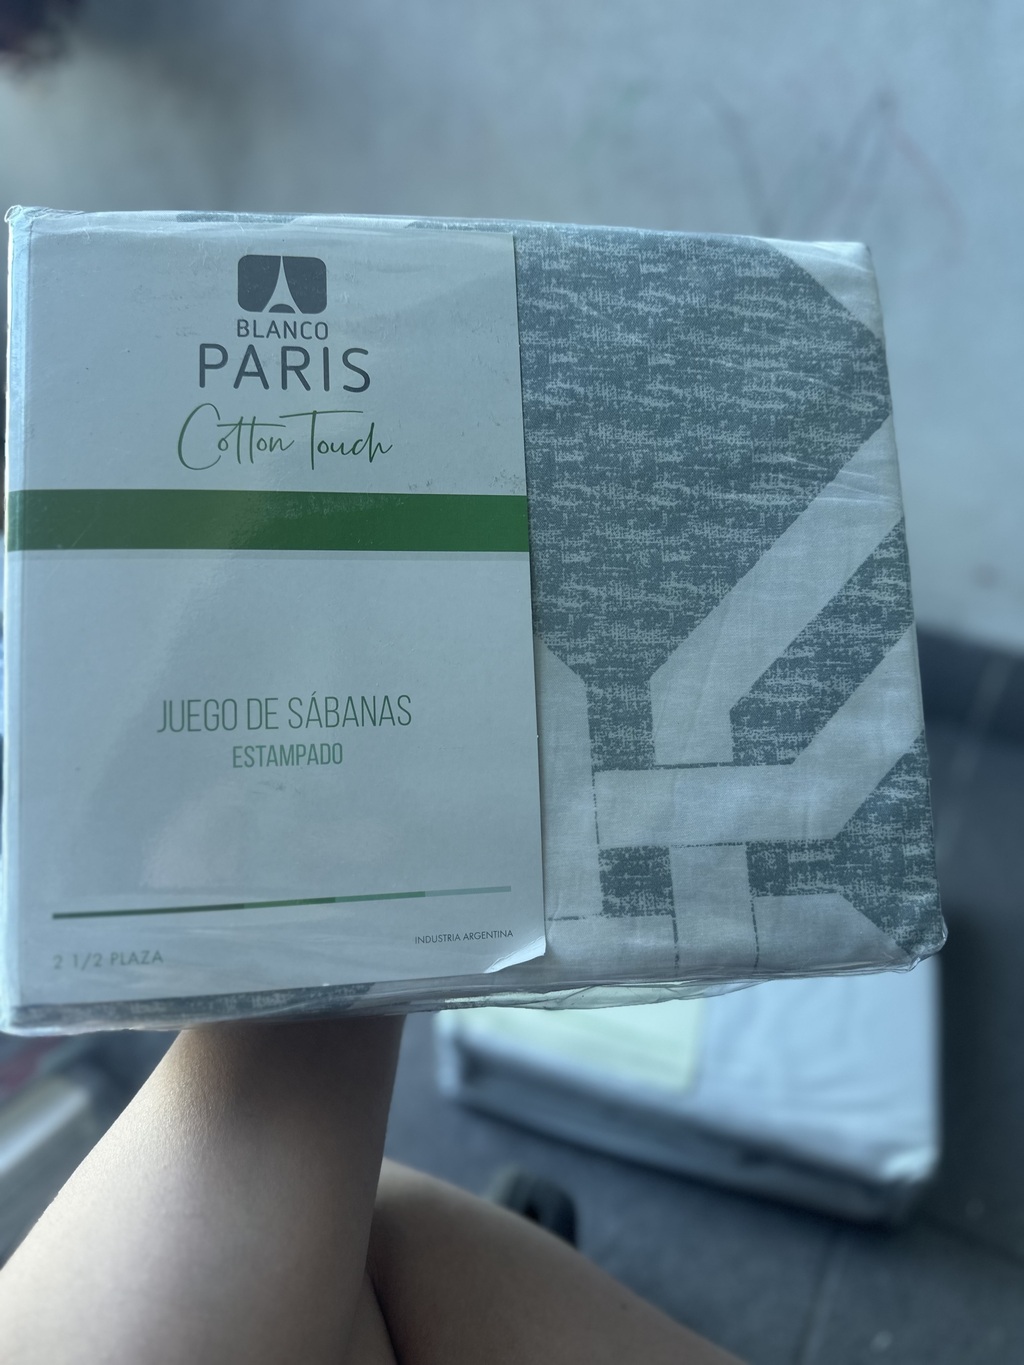 BLANCO
PARIS
Cotton Touch
JUEGO DE SÁBANAS
ESTAMPADO
INDUSTRIA ARGENTINA
2 1/2 PLAZA